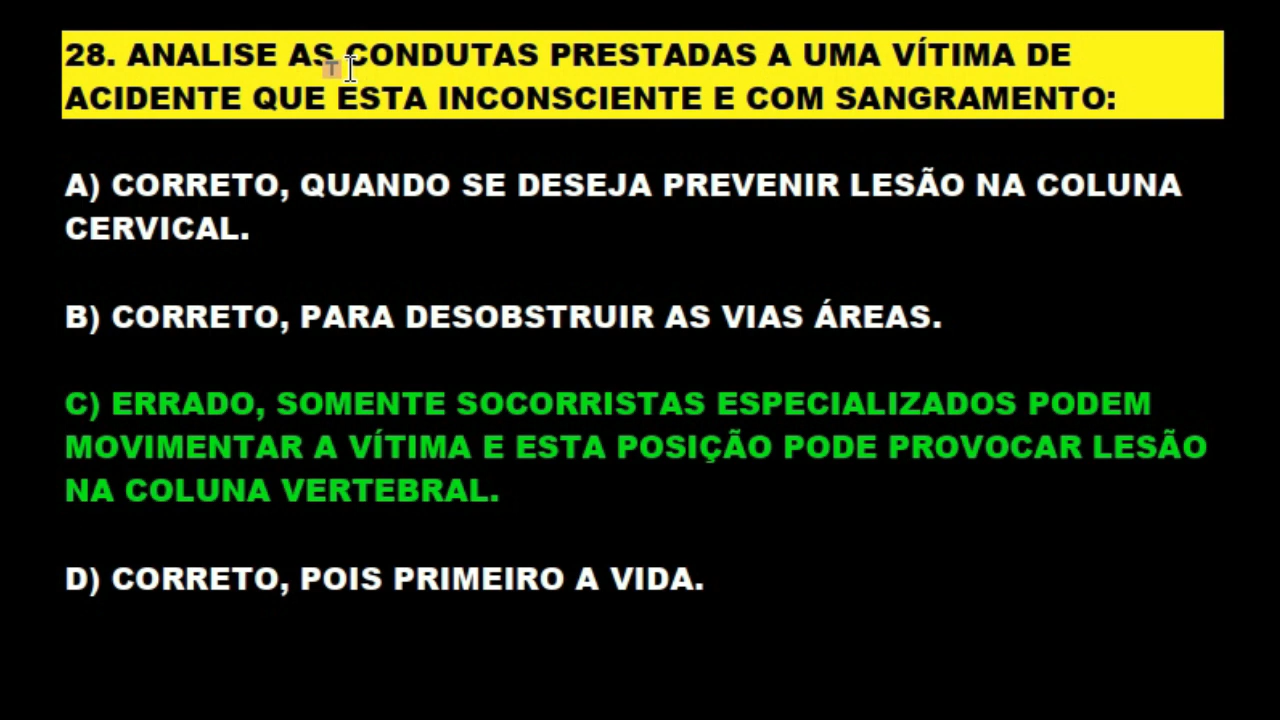 28. ANALISE AS CONDUTAS PRESTADAS A UMA VÍTIMA DE
ACIDENTE QUE ESTA INCONSCIENTE E COM SANGRAMENTO:
A) CORRETO, QUANDO SE DESEJA PREVENIR LESÃO NA COLUNA
CERVICAL.
B) CORRETO, PARA DESOBSTRUIR AS VIAS ÁREAS.
C) ERRADO, SOMENTE SOCORRISTAS ESPECIALIZADOS PODEM
MOVIMENTAR A VÍTIMA E ESTA POSIÇÃO PODE PROVOCAR LESÃO
NA COLUNA VERTEBRAL.
D) CORRETO, POIS PRIMEIRO A VIDA.